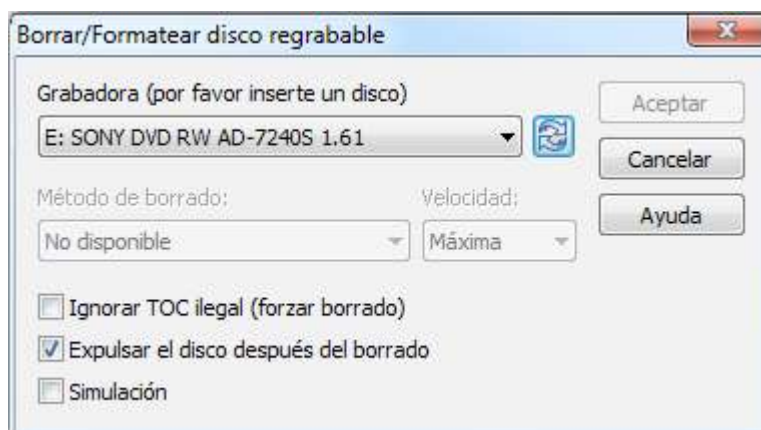 Borrar/Formatear disco regrabable
Grabadora (por favor inserte un disco)
E: SONY DVD RW AD-7240S 1.61
Aceptar
Cancelar
Ayuda
Método de borrado:
Velocidad:
No disponible
Máxima
Ignorar TOC ilegal (forzar borrado)
Expulsar el disco después del borrado
Simulación